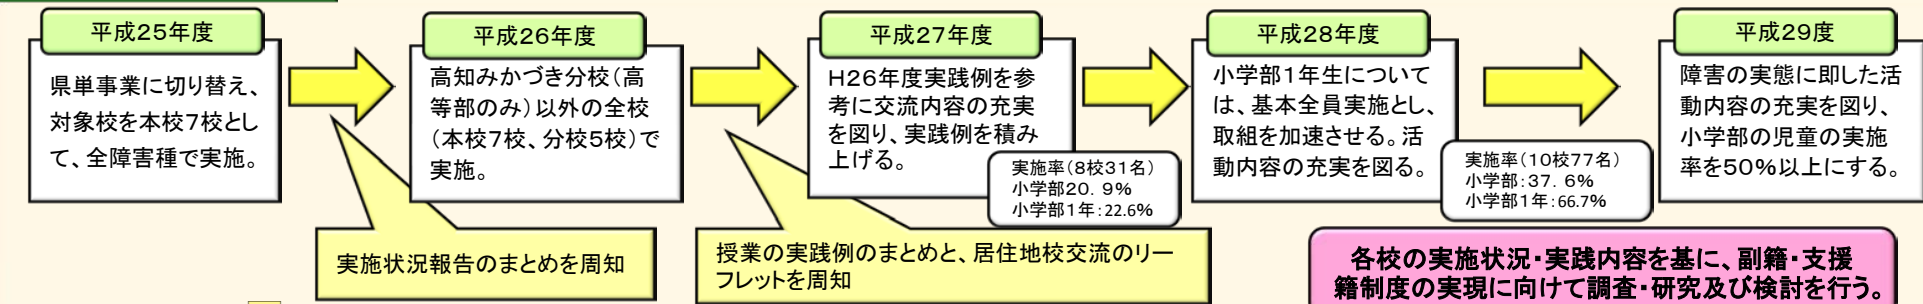 平成25年度
県単事業に切り替え、
対象校を本校7校とし
て、全障害種で実施。
平成26年度
高知みかづき分校(高
等部のみ)以外の全校
(本校7校、分校5校)で
実施。
平成27年度
H26年度実践例を参
考に交流内容の充実
を図り、実践例を積み
上げる。
実施率(8校31名)
小学部20.9%
小学部1年:22.6%
平成28年度
小学部1年生について
は、基本全員実施とし、
取組を加速させる。活
動内容の充実を図る。
実施率(10校77名)
小学部:37.6%
小学部1年:66.7%
平成29度
障害の実態に即した活
動内容の充実を図り、
小学部の児童の実施
率を50%以上にする。
実施状況報告のまとめを周知
授業の実践例のまとめと、居住地校交流のリー
フレットを周知
各校の実施状況・実践内容を基に、副籍・支援
籍制度の実現に向けて調査・研究及び検討を行う。